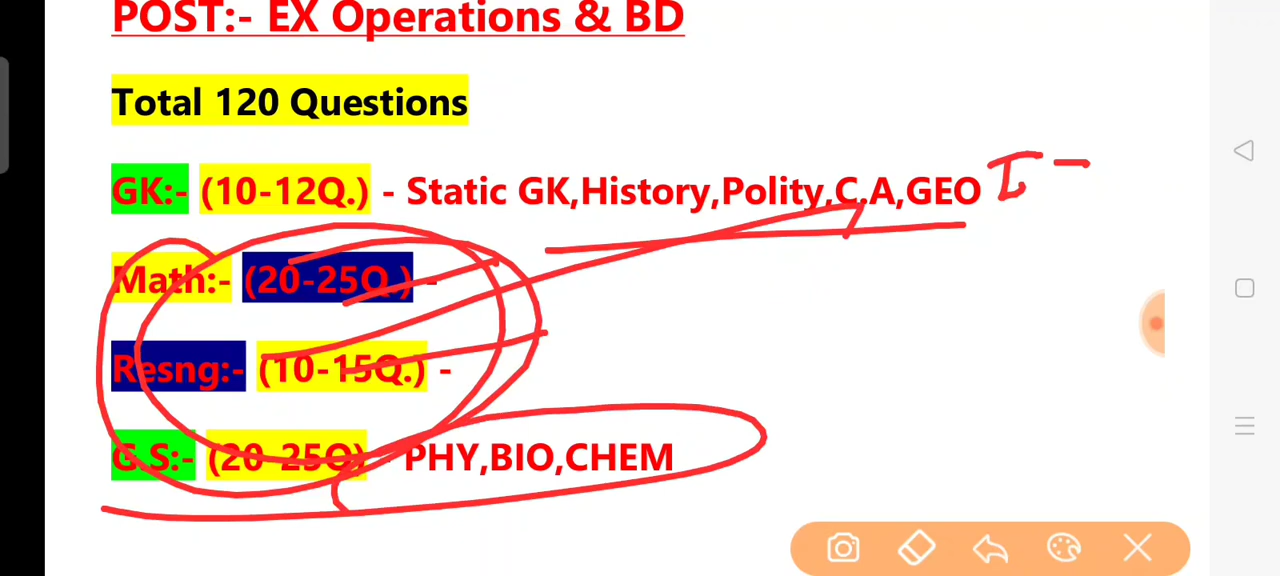 POST:- EX Operations & BD
Total 120 Questions
GK:- (10-12Q.) - Static GK,History,Polity,C.A,GEO
Math:- (20-25Q.) -
Resng:- (10-15Q.) -
G.S:- (20-25Q) - PHY,BIO,CHEM